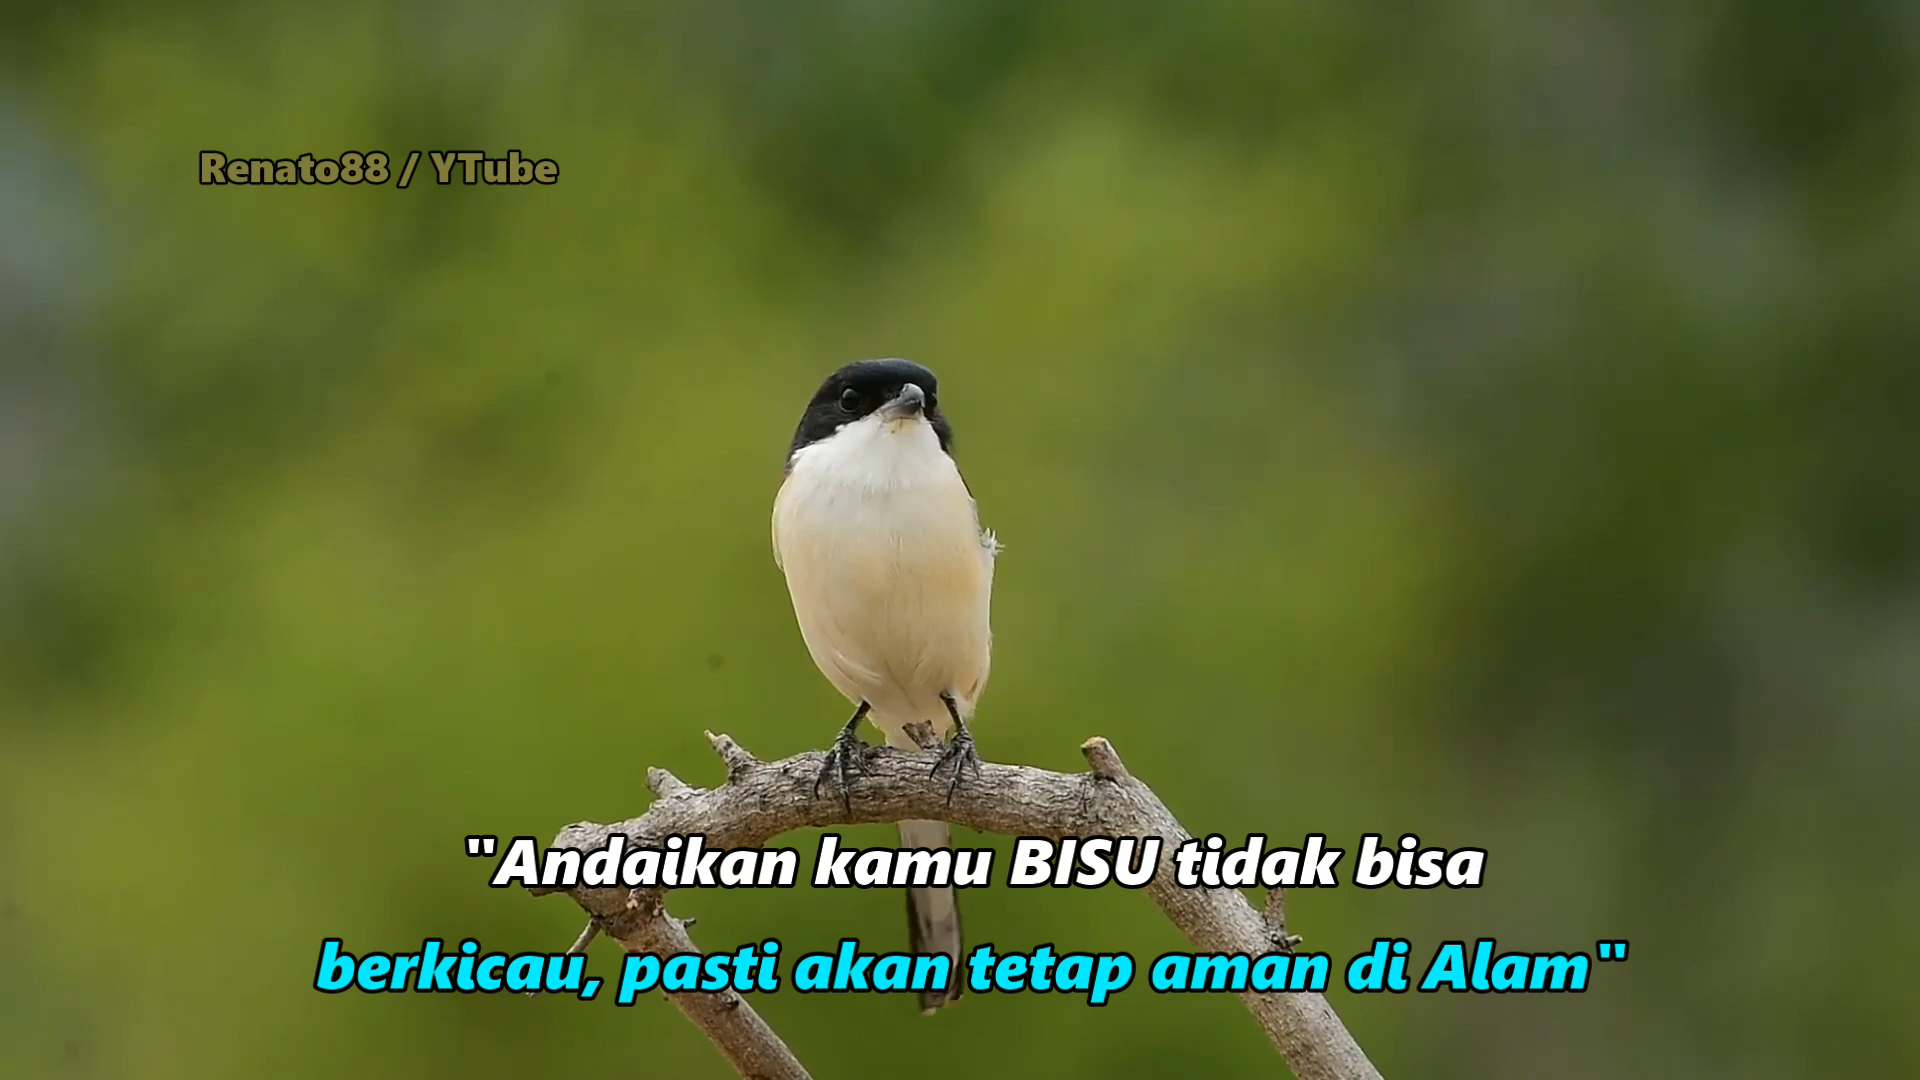 Renato88 / YTube
"Andaikan kamu BISU tidak bisa
berkicau, pasti akan tetap aman di Alam"